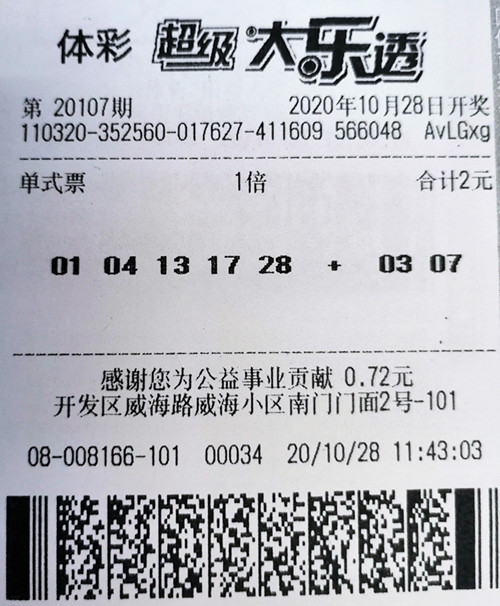 体彩 超级大乐透
第 20107期 2020年10月28日开奖
110320-352560-017627-411609 566048 AvLGxg
单式票 1倍 合计2元
01 04 13 17 28 + 03 07
感谢您为公益事业贡献 0.72元
开发区威海路威海小区南门门面2号-101
08-008166-101 00034 20/10/28 11:43:03